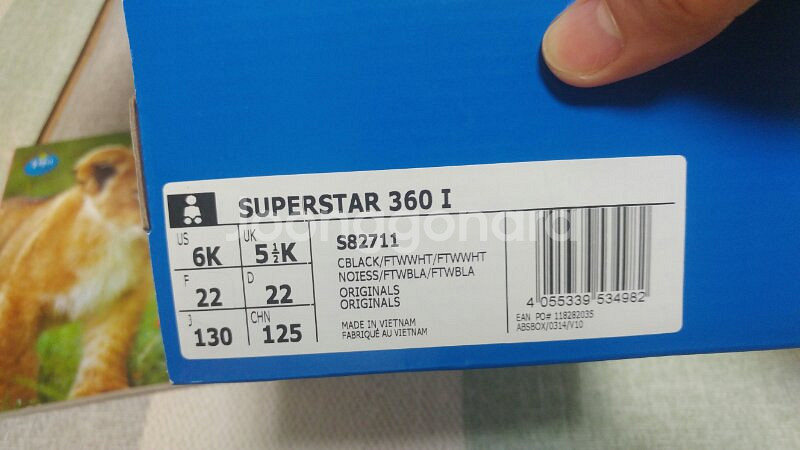 SUPERSTAR 360 I
US
6K
UK
5½K
F
22
D
22
J
130
CHN
125
S82711
CBLACK/FTWWHT/FTWWHT
NOIESS/FTWBLA/FTWBLA
ORIGINALS
ORIGINALS
MADE IN VIETNAM
FABRIQUÉ AU VIETNAM
4 055339 534982
EAN PO# 118282035
ABSBOX/0314/V10
joonggonara